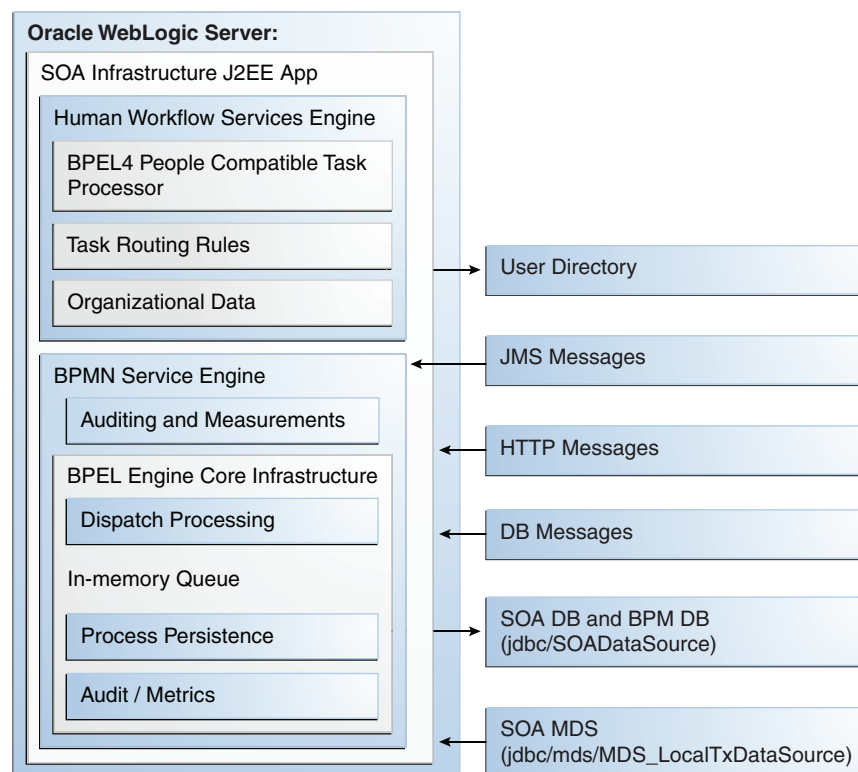 Oracle WebLogic Server:
SOA Infrastructure J2EE App
Human Workflow Services Engine
BPEL4 People Compatible Task
Processor
Task Routing Rules
Organizational Data
BPMN Service Engine
Auditing and Measurements
BPEL Engine Core Infrastructure
Dispatch Processing
In-memory Queue
Process Persistence
Audit / Metrics
User Directory
JMS Messages
HTTP Messages
DB Messages
SOA DB and BPM DB
(jdbc/SOADataSource)
SOA MDS
(jdbc/mds/MDS_LocalTxDataSource)